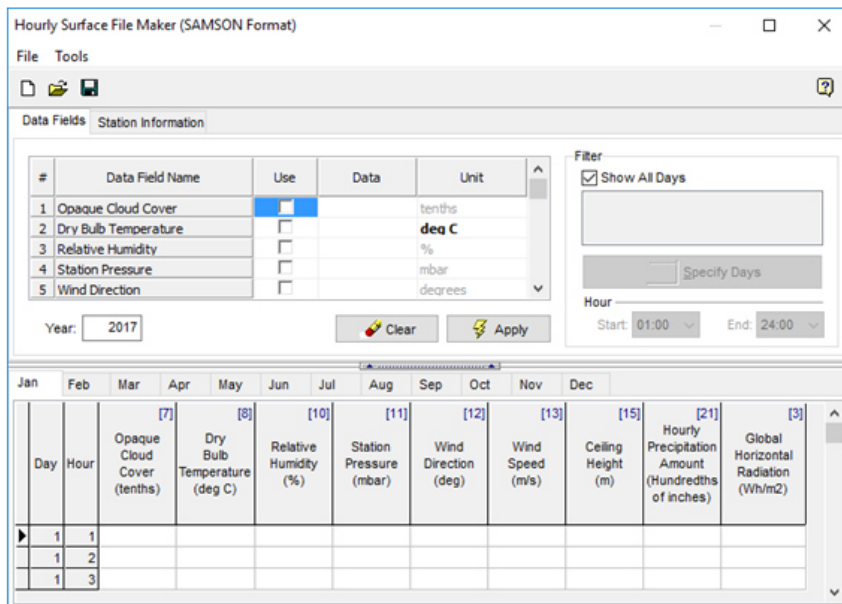 Hourly Surface File Maker (SAMSON Format)
File Tools
Data Fields Station Information
# Data Field Name Use Data Unit
1 Opaque Cloud Cover tenths
2 Dry Bulb Temperature deg C
3 Relative Humidity %
4 Station Pressure mbar
5 Wind Direction degrees
Year: 2017 Clear Apply
Filter
Show All Days
Specify Days
Hour
Start: 01:00 End: 24:00
Jan Feb Mar Apr May Jun Jul Aug Sep Oct Nov Dec
Day Hour
[7]
Opaque
Cloud
Cover
(tenths)
[8]
Dry
Bulb
Temperature
(deg C)
[10]
Relative
Humidity
(%)
[11]
Station
Pressure
(mbar)
[12]
Wind
Direction
(deg)
[13]
Wind
Speed
(m/s)
[15]
Ceiling
Height
(m)
[21]
Hourly
Precipitation
Amount
(Hundredths
of inches)
[3]
Global
Horizontal
Radiation
(Wh/m2)
1 1
1 2
1 3